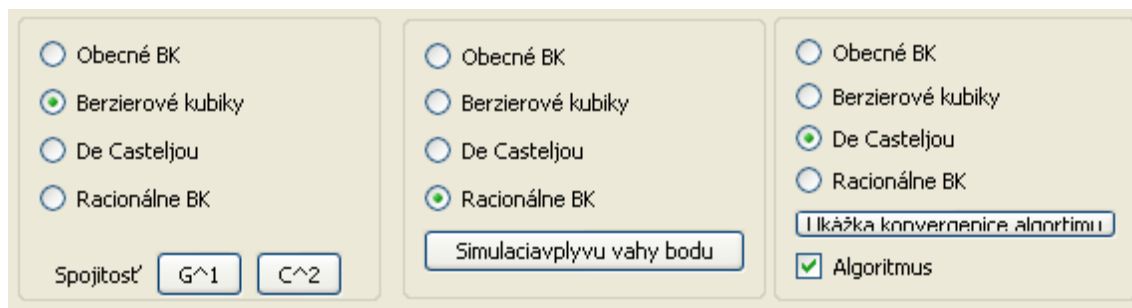 Obecné BK
Berzierové kubiky
De Casteljou
Racionálne BK
Spojitosť G^1 C^2
Obecné BK
Berzierové kubiky
De Casteljou
Racionálne BK
Simulaciavplyvu vahy bodu
Obecné BK
Berzierové kubiky
De Casteljou
Racionálne BK
Ukážka konvergenice algortimu
Algoritmus